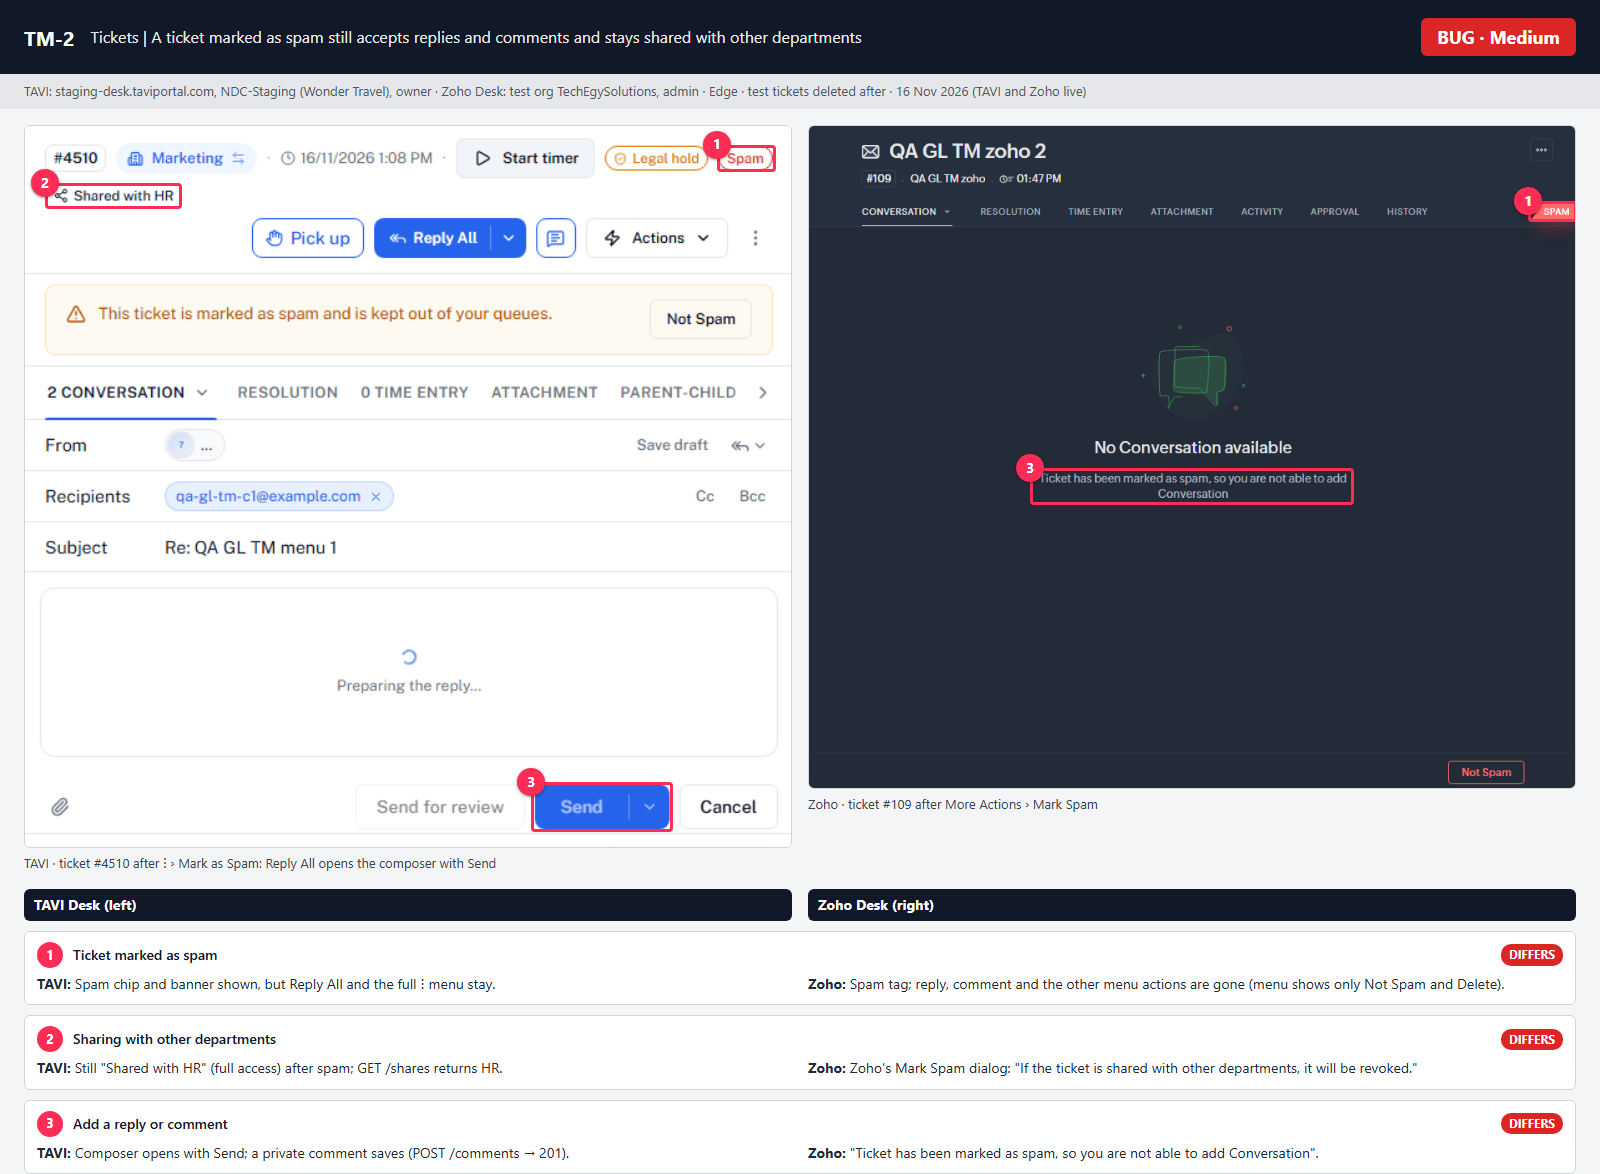 TM-2 Tickets | A ticket marked as spam still accepts replies and comments and stays shared with other departments
BUG · Medium
TAVI: staging-desk.taviportal.com, NDC-Staging (Wonder Travel), owner · Zoho Desk: test org TechEgySolutions, admin · Edge · test tickets deleted after · 16 Nov 2026 (TAVI and Zoho live)
#4510 Marketing · 16/11/2026 1:08 PM · Start timer Legal hold 1 Spam
2 Shared with HR
Pick up Reply All Actions
This ticket is marked as spam and is kept out of your queues. Not Spam
2 CONVERSATION RESOLUTION 0 TIME ENTRY ATTACHMENT PARENT-CHILD
From ? ... Save draft
Recipients qa-gl-tm-c1@example.com × Cc Bcc
Subject Re: QA GL TM menu 1
Preparing the reply...
3
Send for review Send Cancel
TAVI · ticket #4510 after ⋮ › Mark as Spam: Reply All opens the composer with Send
QA GL TM zoho 2
#109 · QA GL TM zoho · 01:47 PM
CONVERSATION RESOLUTION TIME ENTRY ATTACHMENT ACTIVITY APPROVAL HISTORY 1 SPAM
No Conversation available
3 Ticket has been marked as spam, so you are not able to add
Conversation
Not Spam
Zoho · ticket #109 after More Actions › Mark Spam
TAVI Desk (left)
Zoho Desk (right)
1 Ticket marked as spam DIFFERS
TAVI: Spam chip and banner shown, but Reply All and the full ⋮ menu stay.
Zoho: Spam tag; reply, comment and the other menu actions are gone (menu shows only Not Spam and Delete).
2 Sharing with other departments DIFFERS
TAVI: Still "Shared with HR" (full access) after spam; GET /shares returns HR.
Zoho: Zoho's Mark Spam dialog: "If the ticket is shared with other departments, it will be revoked."
3 Add a reply or comment DIFFERS
TAVI: Composer opens with Send; a private comment saves (POST /comments → 201).
Zoho: "Ticket has been marked as spam, so you are not able to add Conversation".